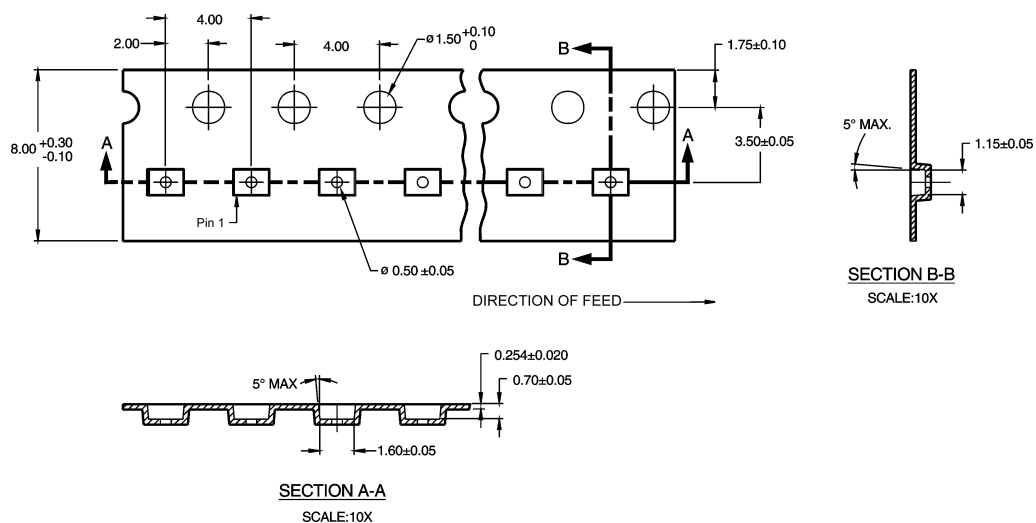 4.00
2.00
4.00
ø1.50 +0.10
0
B
1.75±0.10
8.00 +0.30
-0.10
A
A
3.50±0.05
5° MAX.
1.15±0.05
Pin 1
B
ø 0.50 ±0.05
SECTION B-B
SCALE:10X
DIRECTION OF FEED
0.254±0.020
5° MAX
0.70±0.05
1.60±0.05
SECTION A-A
SCALE:10X